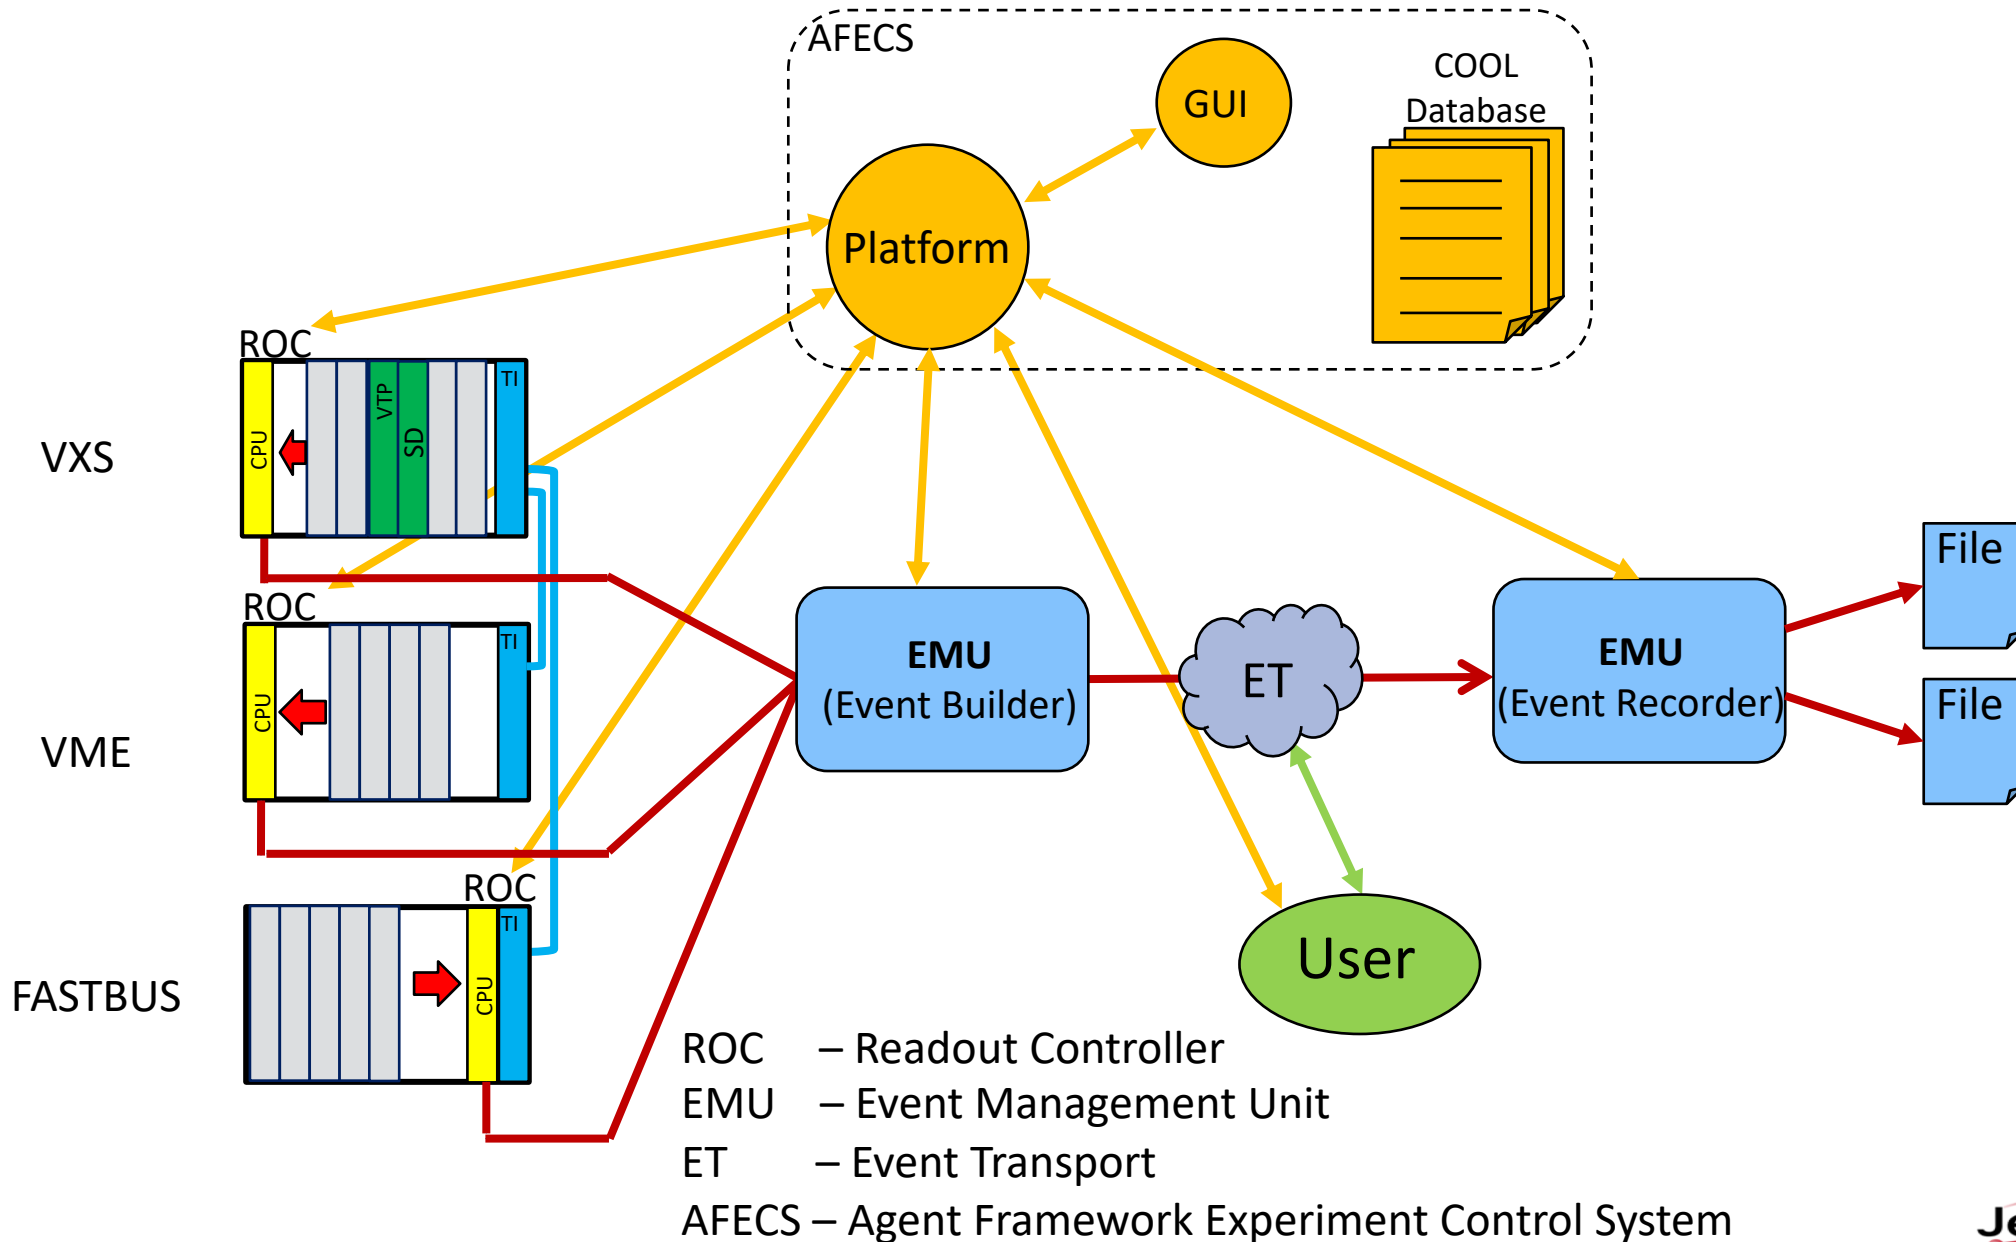 AFECS
COOL
Database
GUI
Platform
ROC
VXS
CPU
VTP
SD
TI
ROC
VME
CPU
TI
ROC
FASTBUS
CPU
TI
EMU
(Event Builder)
ET
EMU
(Event Recorder)
File
File
User
ROC – Readout Controller
EMU – Event Management Unit
ET – Event Transport
AFECS – Agent Framework Experiment Control System